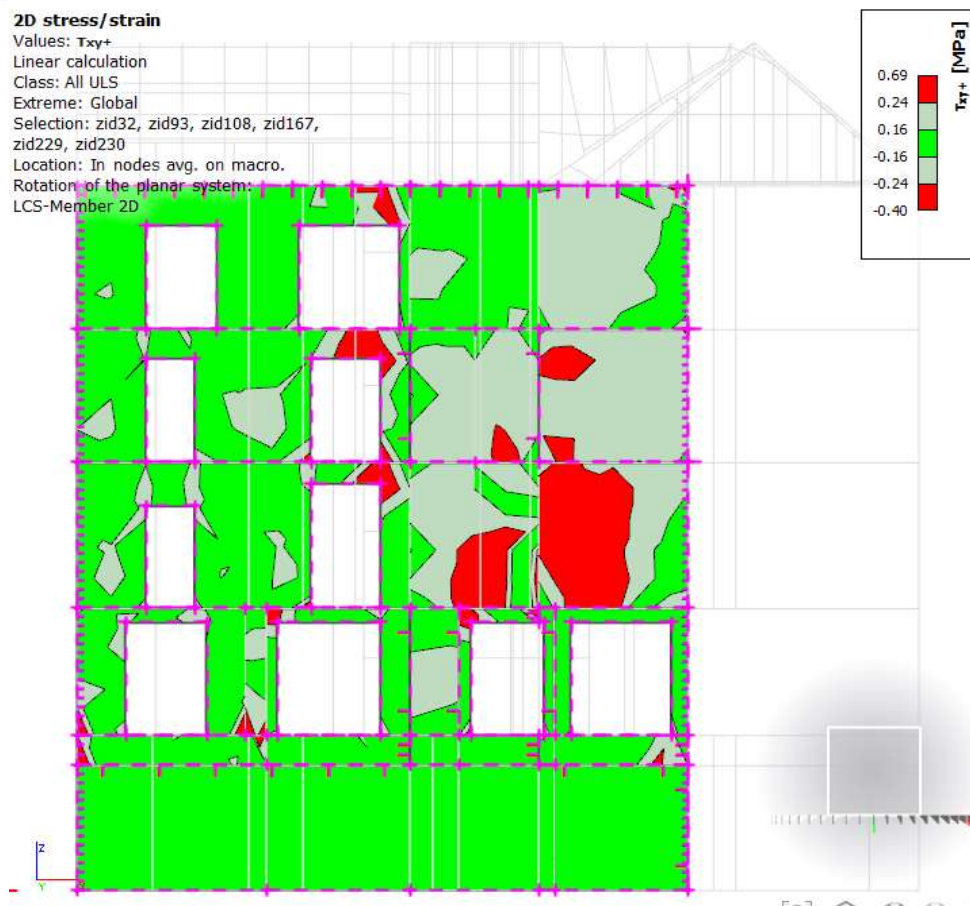 2D stress/strain
Values: τxy+
Linear calculation
Class: All ULS
Extreme: Global
Selection: zid32, zid93, zid108, zid167,
zid229, zid230
Location: In nodes avg. on macro.
Rotation of the planar system:
LCS-Member 2D
τxy+ [MPa]
0.69
0.24
0.16
-0.16
-0.24
-0.40
Z
Y